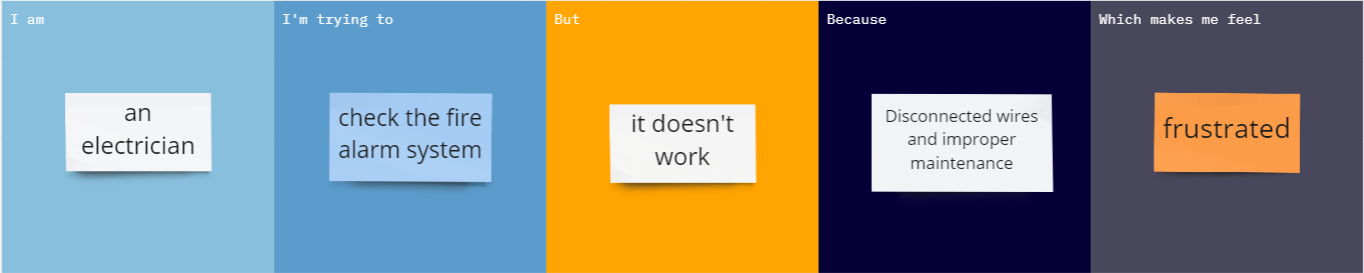 I am
an
electrician
I'm trying to
check the fire
alarm system
But
it doesn't
work
Because
Disconnected wires
and improper
maintenance
Which makes me feel
frustrated